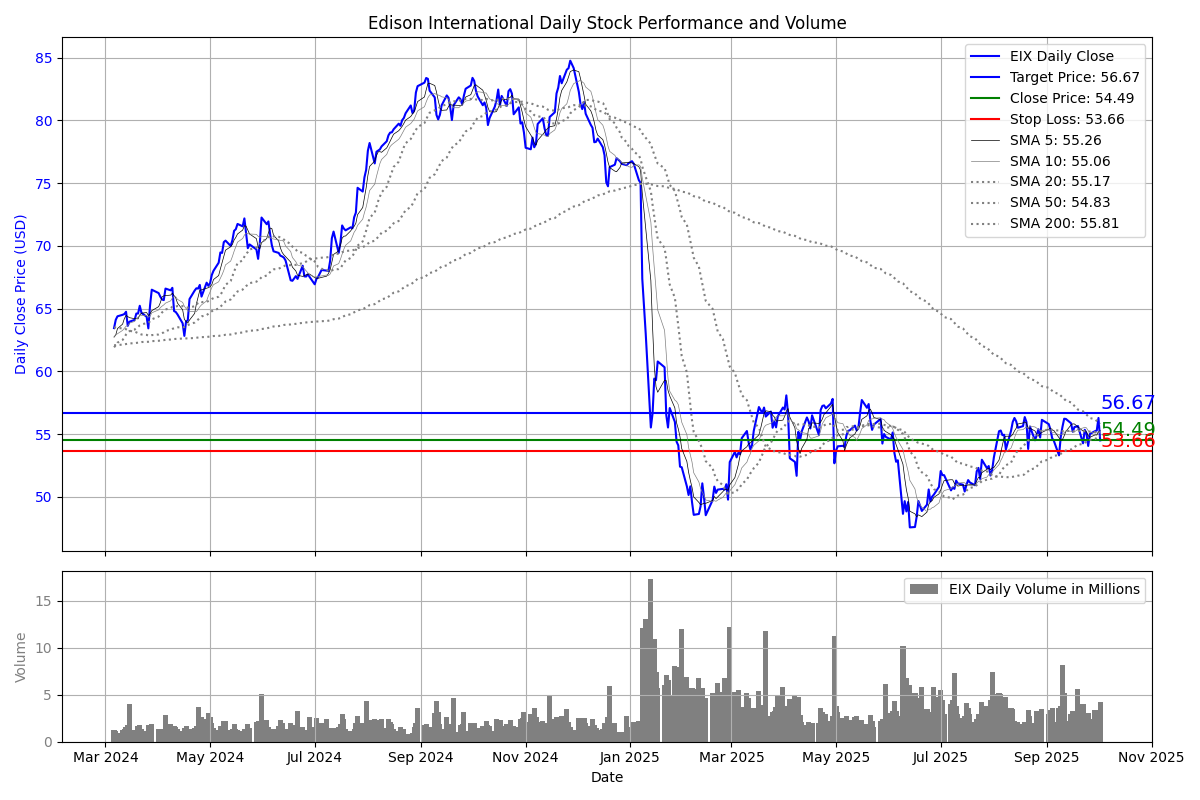 Edison International Daily Stock Performance and Volume
Daily Close Price (USD)
85
80
75
70
65
60
55
50
EIX Daily Close
Target Price: 56.67
Close Price: 54.49
Stop Loss: 53.66
SMA 5: 55.26
SMA 10: 55.06
SMA 20: 55.17
SMA 50: 54.83
SMA 200: 55.81
56.67
54.49
53.66
Volume
15
10
5
0
EIX Daily Volume in Millions
Mar 2024 May 2024 Jul 2024 Sep 2024 Nov 2024 Jan 2025 Mar 2025 May 2025 Jul 2025 Sep 2025 Nov 2025
Date